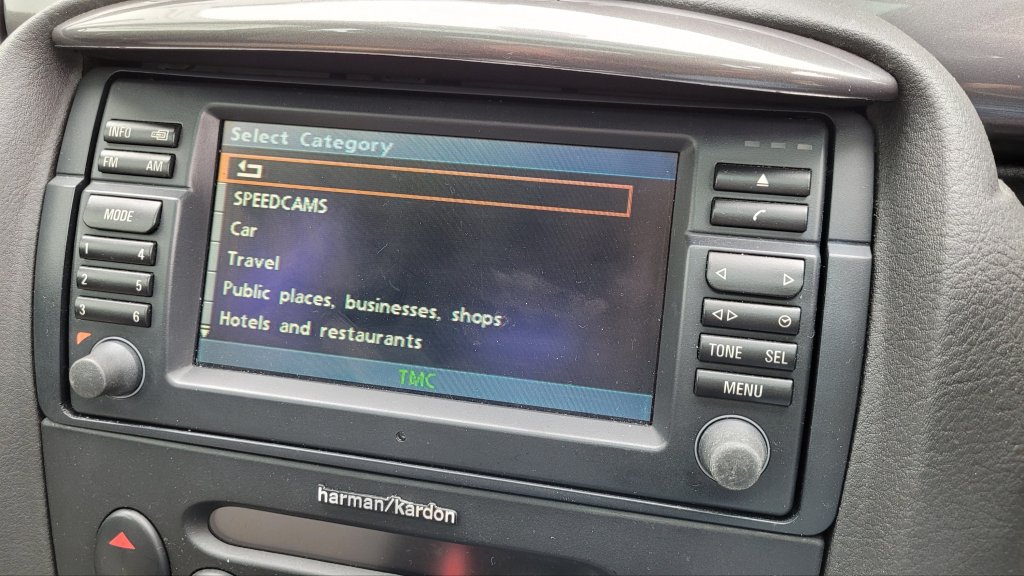 Select Category
SPEEDCAMS
Car
Travel
Public places, businesses, shops
Hotels and restaurants
TMC
INFO
FM AM
MODE
1 4
2 5
3 6
TONE SEL
MENU
harman/kardon